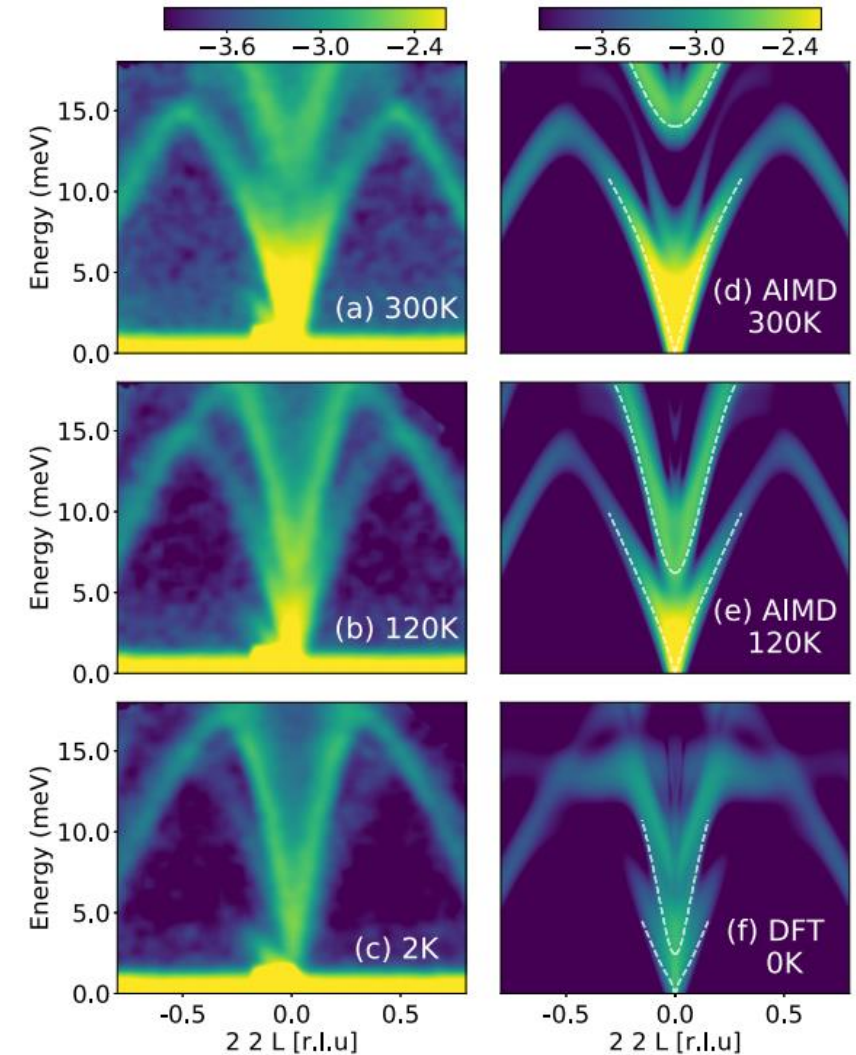 −3.6 −3.0 −2.4
−3.6 −3.0 −2.4
Energy (meV)
15.0
10.0
5.0
0.0
(a) 300K
(d) AIMD
300K
Energy (meV)
15.0
10.0
5.0
0.0
(b) 120K
(e) AIMD
120K
Energy (meV)
15.0
10.0
5.0
0.0
(c) 2K
(f) DFT
0K
-0.5 0.0 0.5
2 2 L [r.l.u]
-0.5 0.0 0.5
2 2 L [r.l.u]